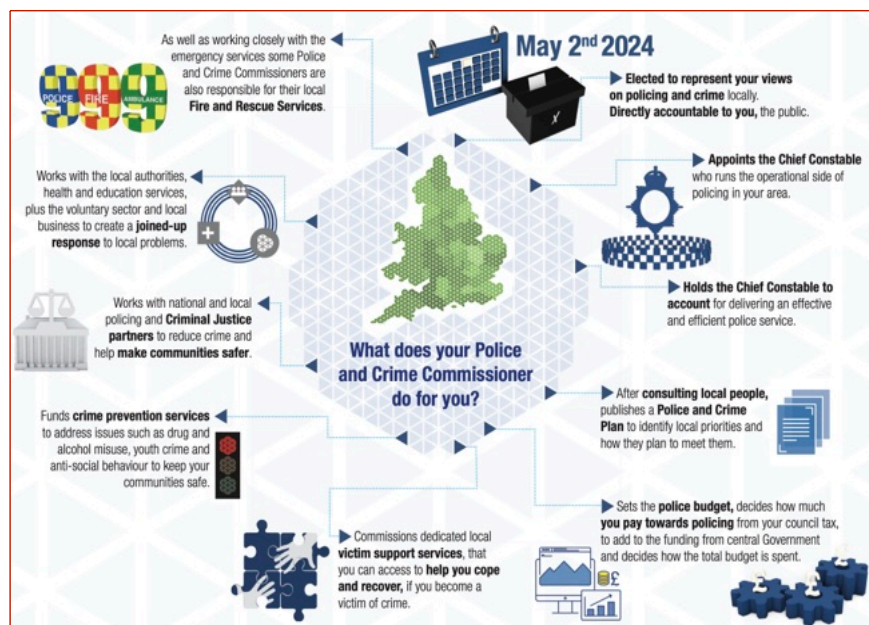 As well as working closely with the
emergency services some Police
and Crime Commissioners are
also responsible for their local
Fire and Rescue Services.
999
POLICE
FIRE
AMBULANCE
May 2nd 2024
Elected to represent your views
on policing and crime locally.
Directly accountable to you, the public.
X
Appoints the Chief Constable
who runs the operational side of
policing in your area.
Holds the Chief Constable to
account for delivering an effective
and efficient police service.
After consulting local people,
publishes a Police and Crime
Plan to identify local priorities and
how they plan to meet them.
Sets the police budget, decides how much
you pay towards policing from your council tax,
to add to the funding from central Government
and decides how the total budget is spent.
£
Commissions dedicated local
victim support services, that
you can access to help you cope
and recover, if you become a
victim of crime.
Funds crime prevention services
to address issues such as drug and
alcohol misuse, youth crime and
anti-social behaviour to keep your
communities safe.
Works with national and local
policing and Criminal Justice
partners to reduce crime and
help make communities safer.
Works with the local authorities,
health and education services,
plus the voluntary sector and local
business to create a joined-up
response to local problems.
What does your Police
and Crime Commissioner
do for you?